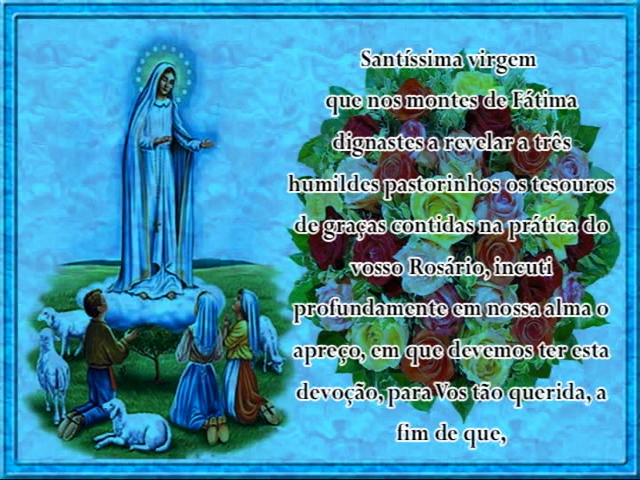 Santíssima virgem
que nos montes de Fátima
dignastes a revelar a três
humildes pastorinhos os tesouros
de graças contidas na prática do
vosso Rosário, incuti
profundamente em nossa alma o
apreço, em que devemos ter esta
devoção, para Vos tão querida, a
fim de que,